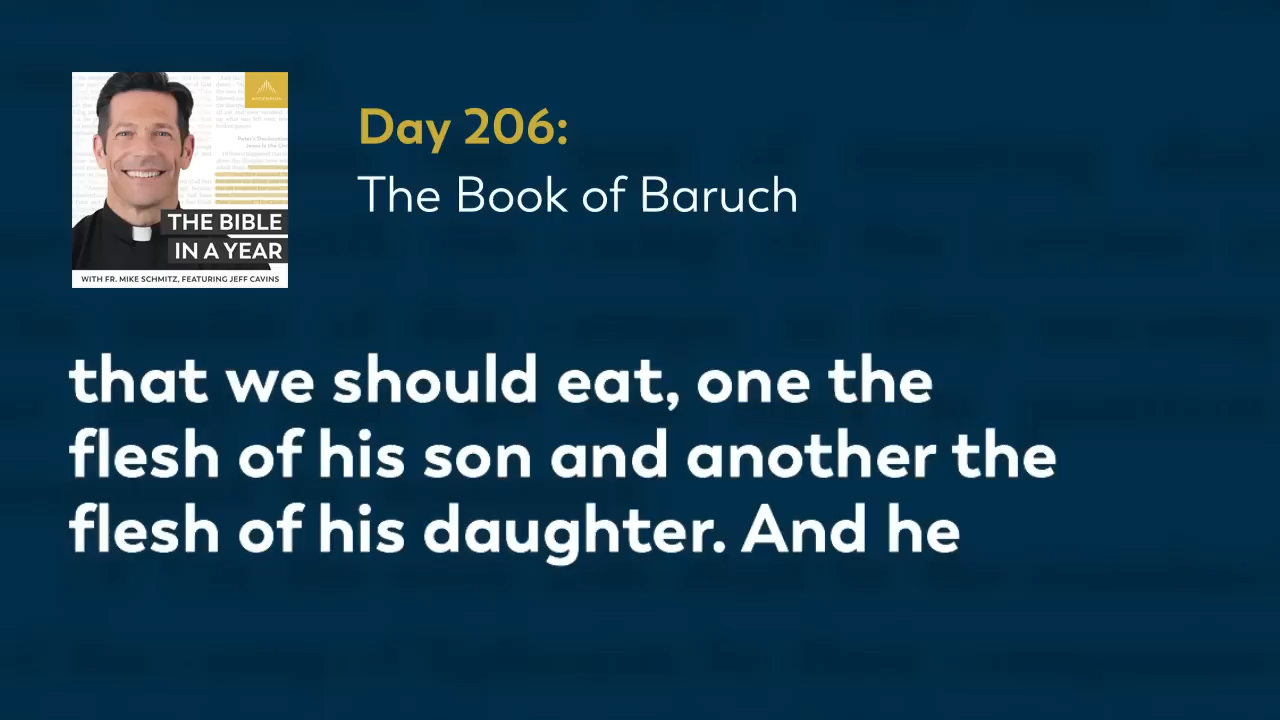 Day 206:
The Book of Baruch
THE BIBLE
IN A YEAR
WITH FR. MIKE SCHMITZ, FEATURING JEFF CAVINS
that we should eat, one the
flesh of his son and another the
flesh of his daughter. And he